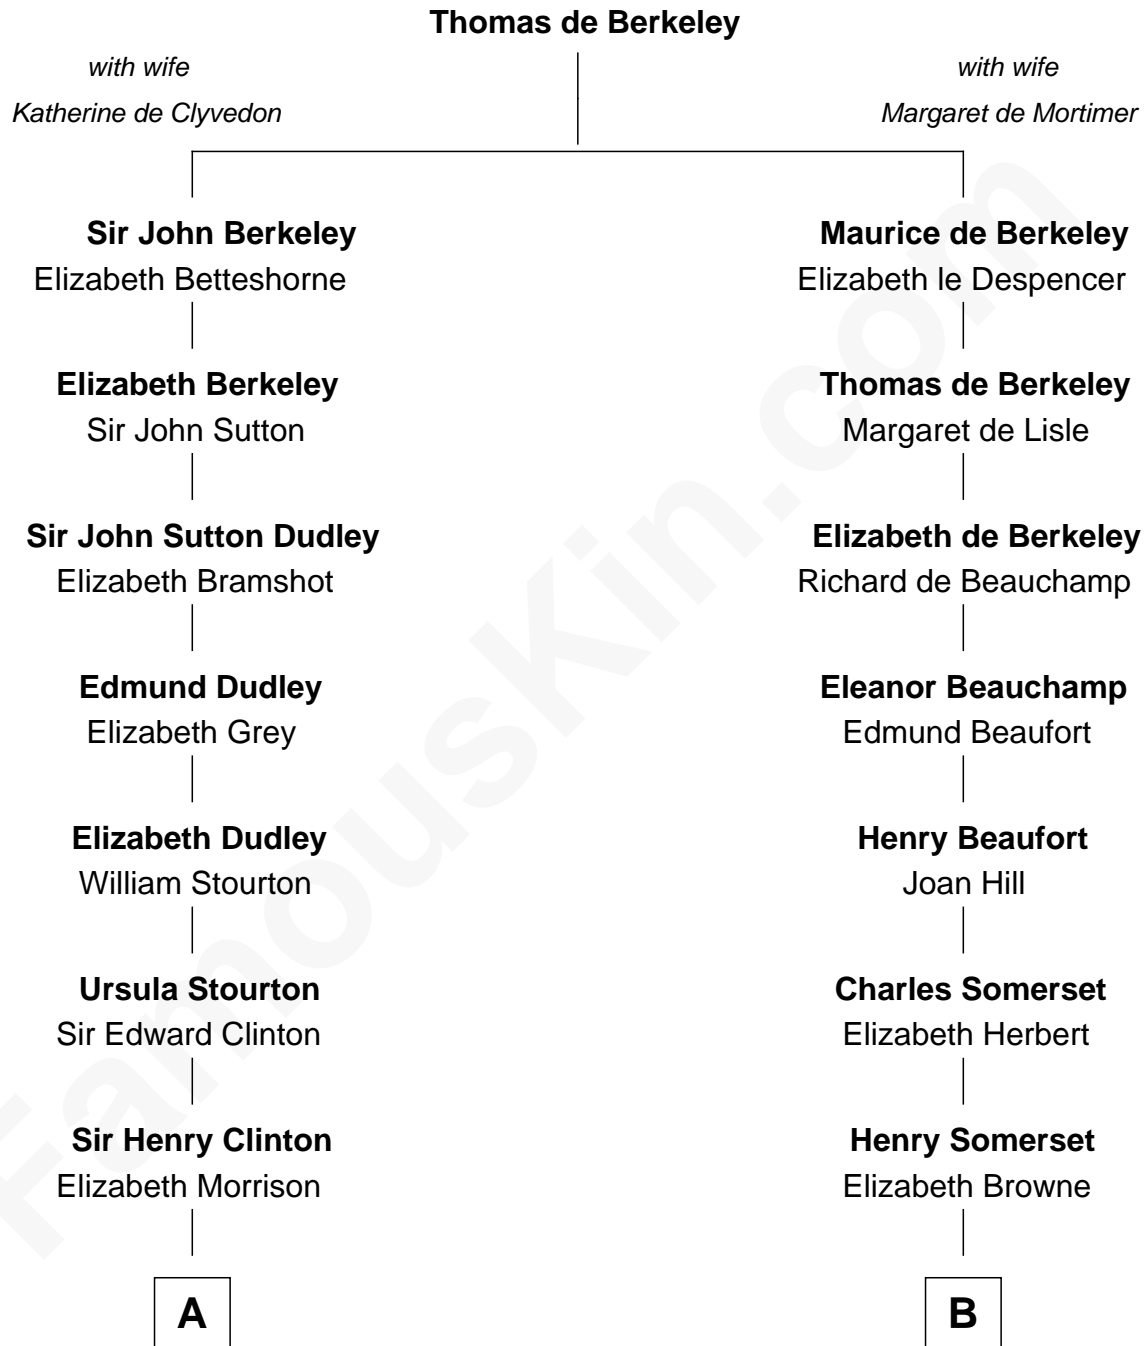 Thomas de Berkeley
with wife
Katherine de Clyvedon
with wife
Margaret de Mortimer
Sir John Berkeley
Elizabeth Betteshorne
Maurice de Berkeley
Elizabeth le Despencer
Elizabeth Berkeley
Sir John Sutton
Thomas de Berkeley
Margaret de Lisle
Sir John Sutton Dudley
Elizabeth Bramshot
Elizabeth de Berkeley
Richard de Beauchamp
Edmund Dudley
Elizabeth Grey
Eleanor Beauchamp
Edmund Beaufort
Elizabeth Dudley
William Stourton
Henry Beaufort
Joan Hill
Ursula Stourton
Sir Edward Clinton
Charles Somerset
Elizabeth Herbert
Sir Henry Clinton
Elizabeth Morrison
Henry Somerset
Elizabeth Browne
A
B
FamousKin.com